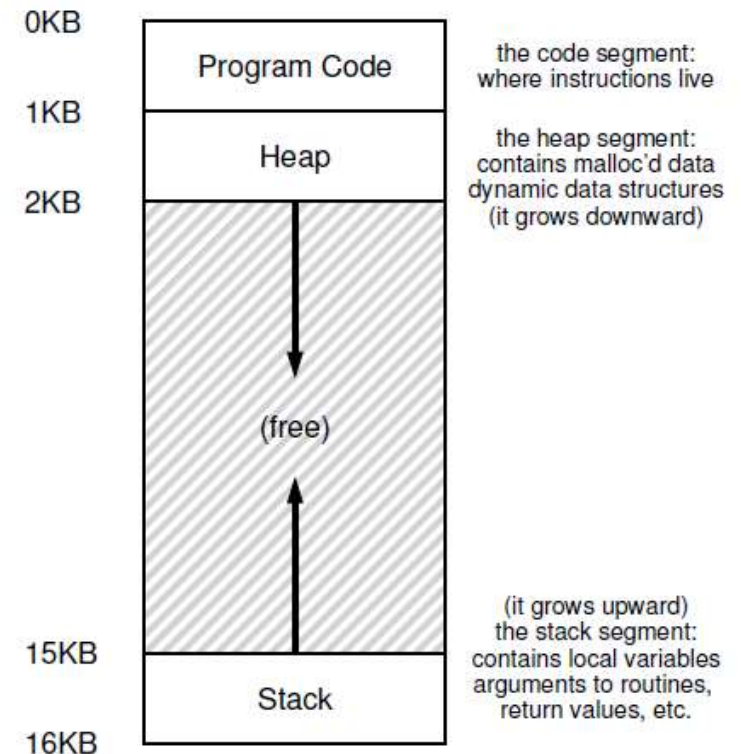 0KB
Program Code
the code segment:
where instructions live
1KB
Heap
the heap segment:
contains malloc'd data
dynamic data structures
(it grows downward)
2KB
(free)
(it grows upward)
the stack segment:
contains local variables
arguments to routines,
return values, etc.
15KB
Stack
16KB